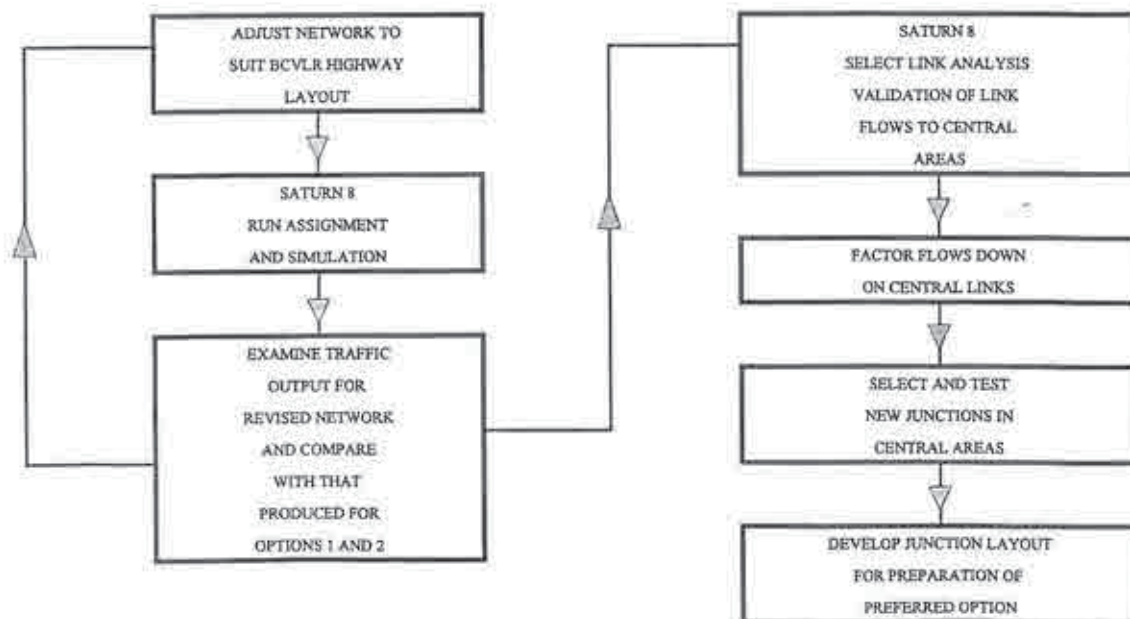 ADJUST NETWORK TO
SUIT BCVLR HIGHWAY
LAYOUT
SATURN 8
RUN ASSIGNMENT
AND SIMULATION
EXAMINE TRAFFIC
OUTPUT FOR
REVISED NETWORK
AND COMPARE
WITH THAT
PRODUCED FOR
OPTIONS 1 AND 2
SATURN 8
SELECT LINK ANALYSIS
VALIDATION OF LINK
FLOWS TO CENTRAL
AREAS
FACTOR FLOWS DOWN
ON CENTRAL LINKS
SELECT AND TEST
NEW JUNCTIONS IN
CENTRAL AREAS
DEVELOP JUNCTION LAYOUT
FOR PREPARATION OF
PREFERRED OPTION